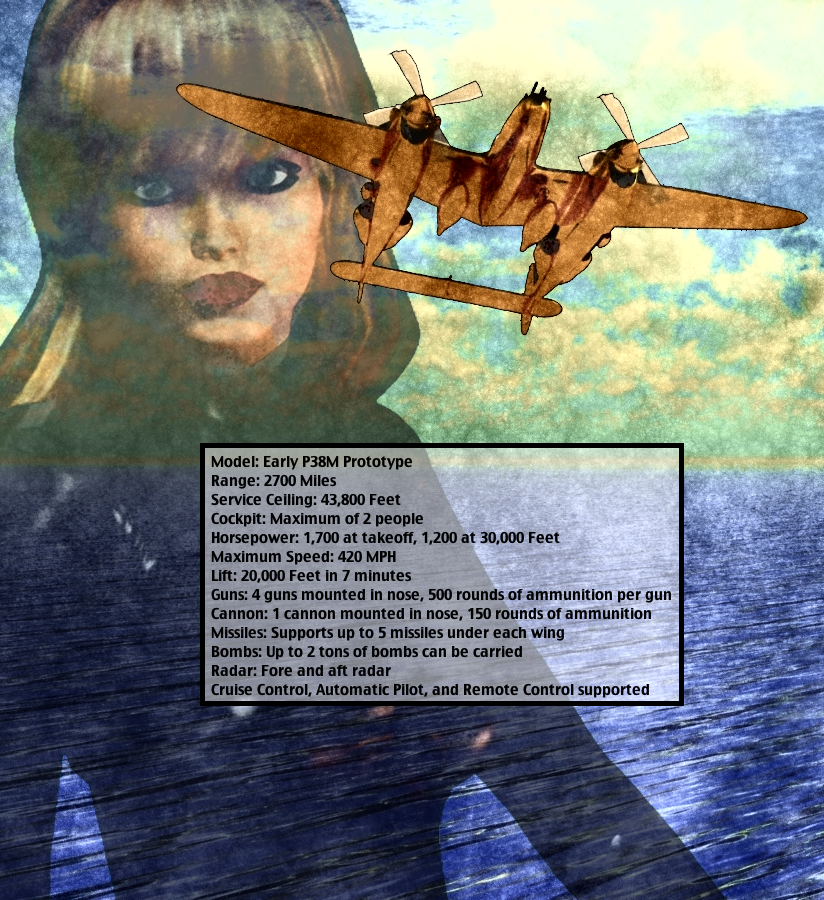 Model: Early P38M Prototype
Range: 2700 Miles
Service Ceiling: 43,800 Feet
Cockpit: Maximum of 2 people
Horsepower: 1,700 at takeoff, 1,200 at 30,000 Feet
Maximum Speed: 420 MPH
Lift: 20,000 Feet in 7 minutes
Guns: 4 guns mounted in nose, 500 rounds of ammunition per gun
Cannon: 1 cannon mounted in nose, 150 rounds of ammunition
Missiles: Supports up to 5 missiles under each wing
Bombs: Up to 2 tons of bombs can be carried
Radar: Fore and aft radar
Cruise Control, Automatic Pilot, and Remote Control supported